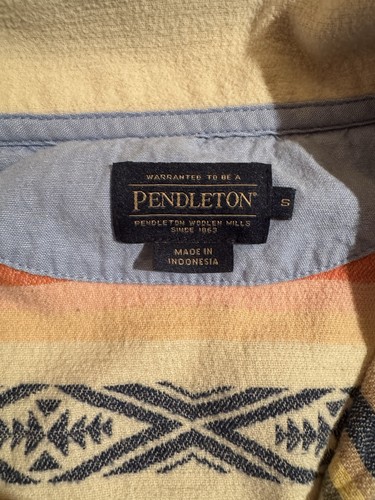 WARRANTED TO BE A
PENDLETON®
PENDLETON WOOLEN MILLS
SINCE 1863
S
MADE IN
INDONESIA